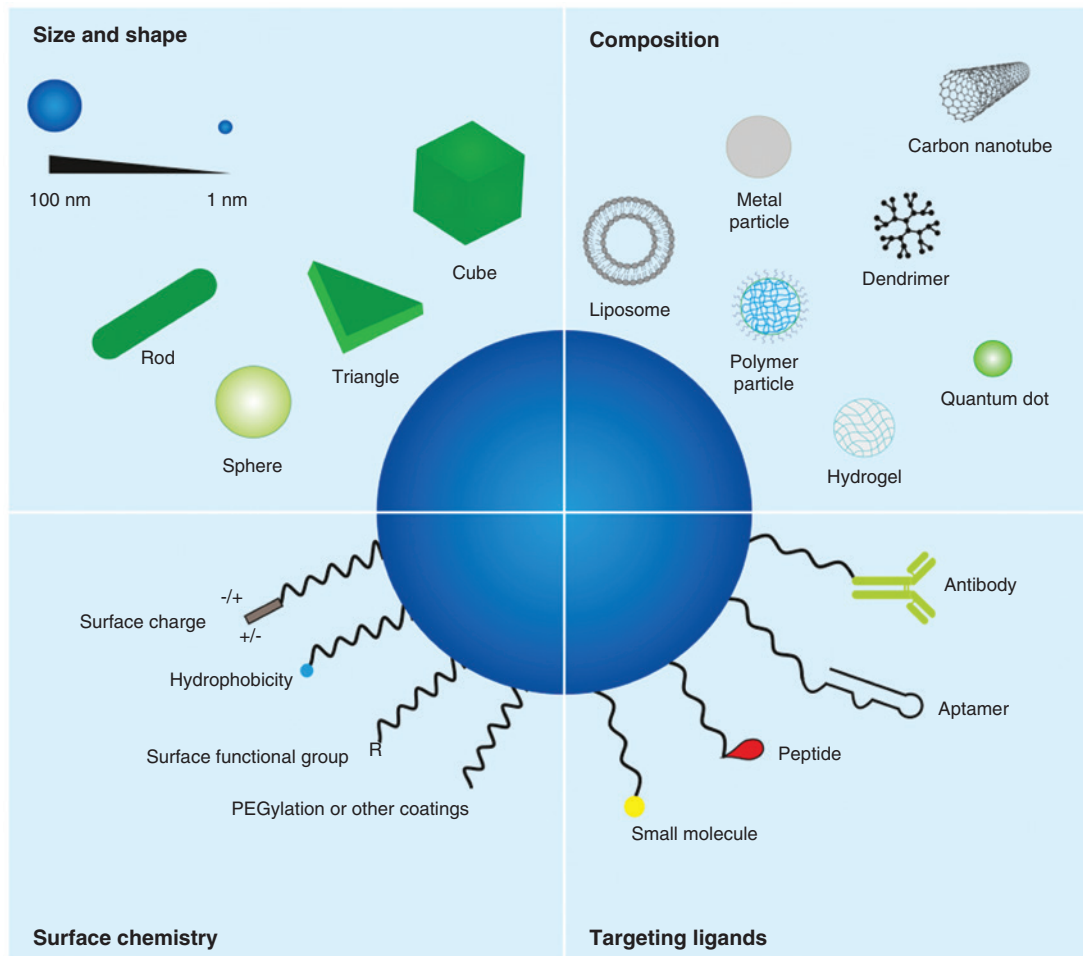 Size and shape
100 nm
1 nm
Cube
Rod
Triangle
Sphere
Composition
Carbon nanotube
Metal
particle
Dendrimer
Liposome
Polymer
particle
Quantum dot
Hydrogel
-/+
Surface charge
+/-
Hydrophobicity
Surface functional group
R
PEGylation or other coatings
Surface chemistry
Antibody
Aptamer
Peptide
Small molecule
Targeting ligands